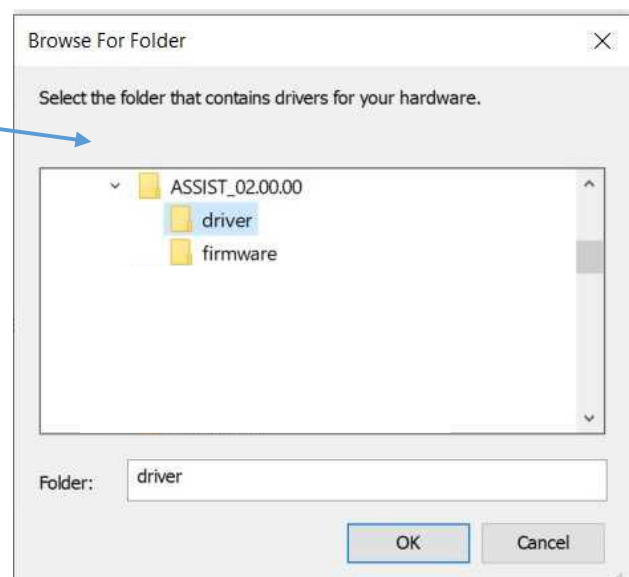 Browse For Folder
Select the folder that contains drivers for your hardware.
ASSIST_02.00.00
driver
firmware
Folder: driver
OK Cancel